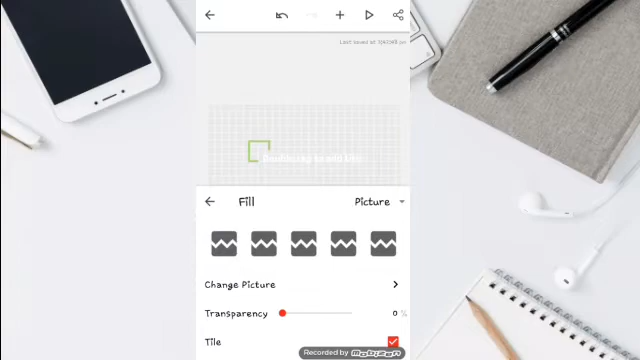 Last saved at 3:43:48 PM
Double tap to add title
Fill
Picture
Change Picture
Transparency
0 %
Tile
Recorded by MOBIZEN